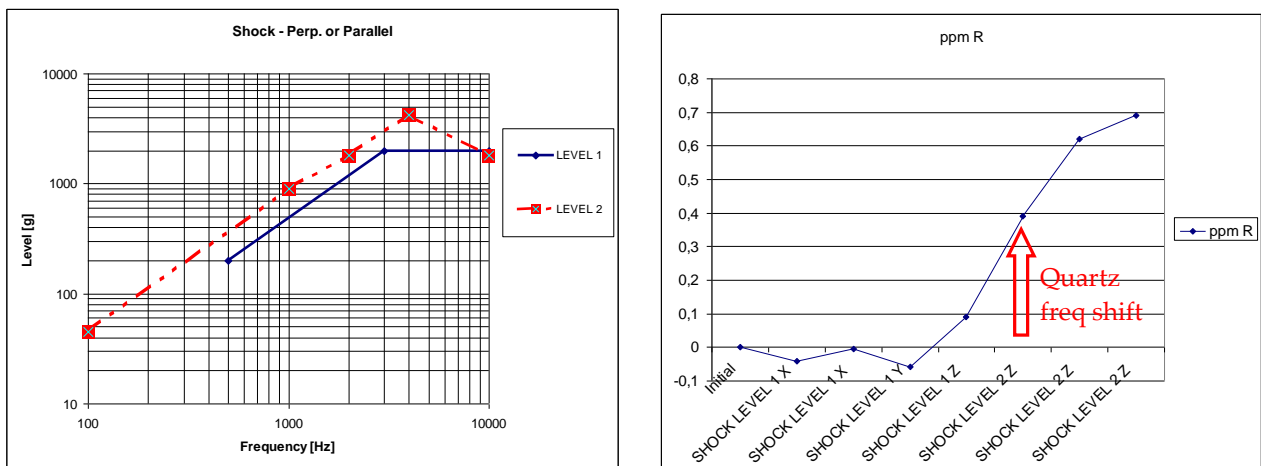 Shock - Perp. or Parallel
10000
1000
100
10
Level [g]
100
1000
10000
Frequency [Hz]
LEVEL 1
LEVEL 2
ppm R
0,8
0,7
0,6
0,5
0,4
0,3
0,2
0,1
0
-0,1
Initial
SHOCK LEVEL 1 X
SHOCK LEVEL 1 X
SHOCK LEVEL 1 Y
SHOCK LEVEL 1 Z
SHOCK LEVEL 2 Z
SHOCK LEVEL 2 Z
SHOCK LEVEL 2 Z
Quartz
freq shift
ppm R